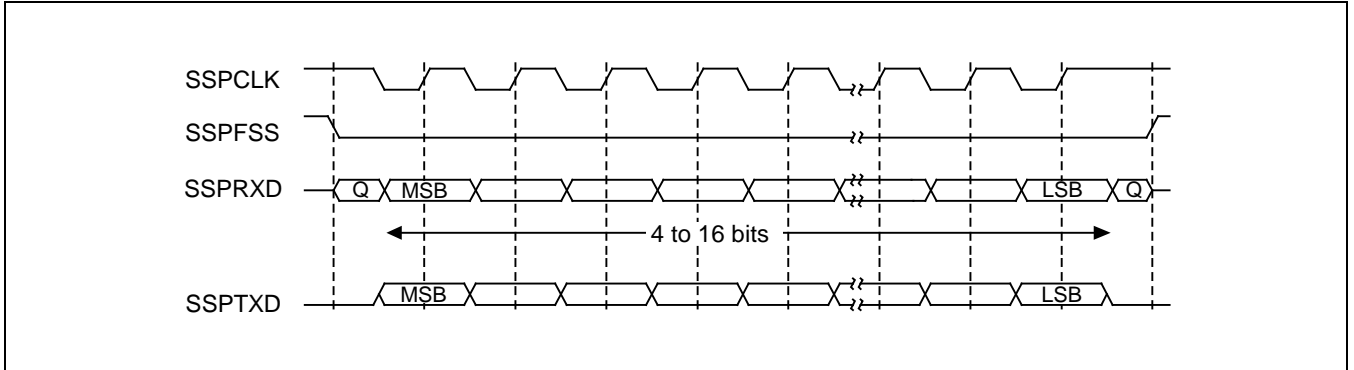 SSPCLK
SSPFSS
SSPRXD Q MSB LSB Q
4 to 16 bits
SSPTXD MSB LSB